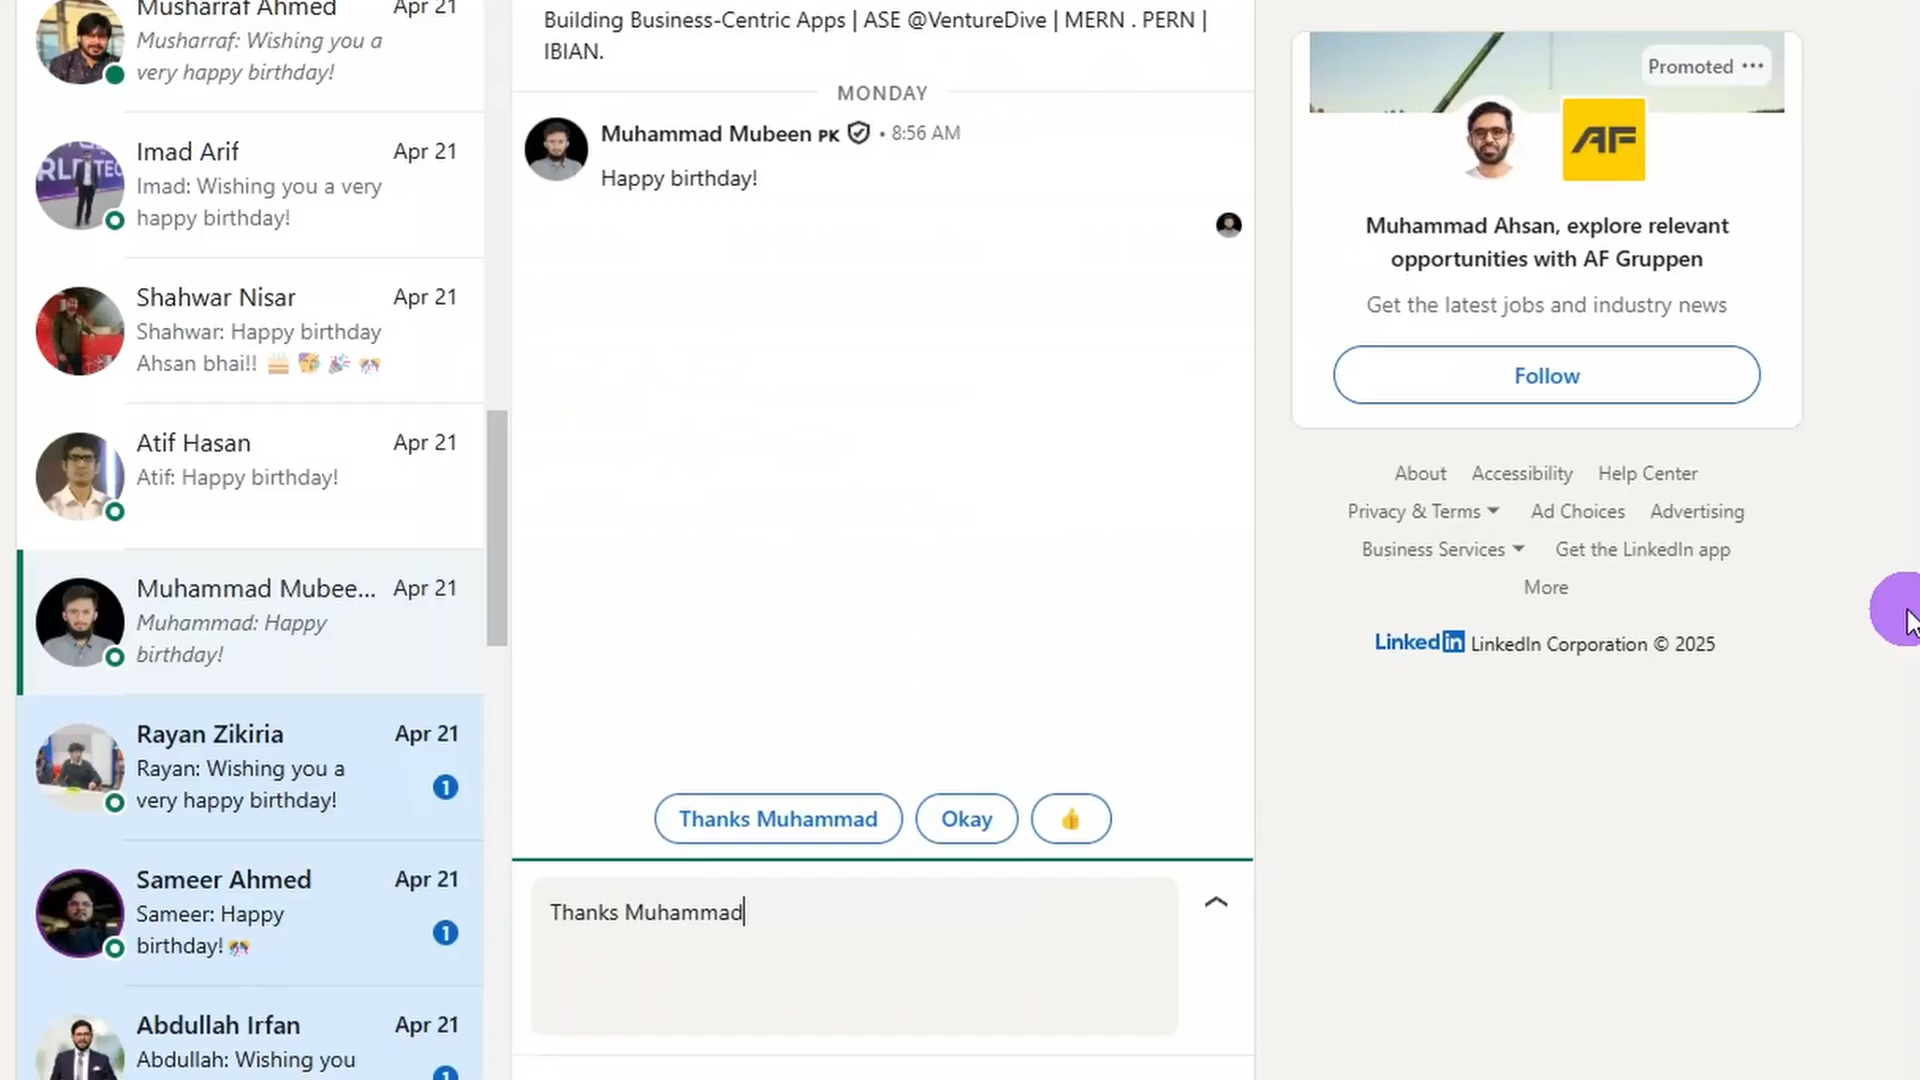 Musharraf Ahmed Apr 21
Musharraf: Wishing you a
very happy birthday!
Imad Arif Apr 21
Imad: Wishing you a very
happy birthday!
Shahwar Nisar Apr 21
Shahwar: Happy birthday
Ahsan bhai!! 🎂 🥳 🎉 🎊
Atif Hasan Apr 21
Atif: Happy birthday!
Muhammad Mubee... Apr 21
Muhammad: Happy
birthday!
Rayan Zikiria Apr 21
Rayan: Wishing you a
very happy birthday! 1
Sameer Ahmed Apr 21
Sameer: Happy
birthday! 🎊 1
Abdullah Irfan Apr 21
Abdullah: Wishing you
1
Building Business-Centric Apps | ASE @VentureDive | MERN . PERN |
IBIAN.
MONDAY
Muhammad Mubeen PK • 8:56 AM
Happy birthday!
Thanks Muhammad Okay 👍
Thanks Muhammad
Promoted ···
AF
Muhammad Ahsan, explore relevant
opportunities with AF Gruppen
Get the latest jobs and industry news
Follow
About Accessibility Help Center
Privacy & Terms Ad Choices Advertising
Business Services Get the LinkedIn app
More
LinkedIn LinkedIn Corporation © 2025